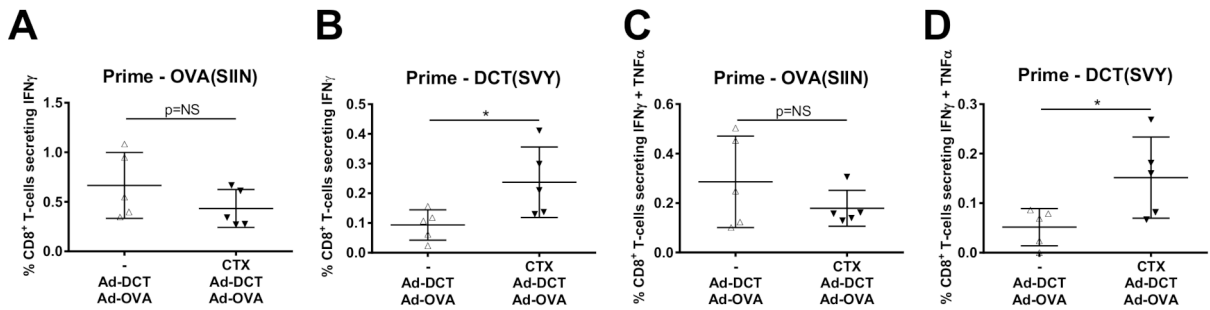 A
Prime - OVA(SIIN)
% CD8⁺ T-cells secreting IFNγ
1.5
1.0
0.5
0.0
p=NS
-
Ad-DCT
Ad-OVA
CTX
Ad-DCT
Ad-OVA
B
Prime - DCT(SVY)
% CD8⁺ T-cells secreting IFNγ
0.5
0.4
0.3
0.2
0.1
0.0
*
-
Ad-DCT
Ad-OVA
CTX
Ad-DCT
Ad-OVA
C
Prime - OVA(SIIN)
% CD8⁺ T-cells secreting IFNγ + TNFα
0.6
0.4
0.2
0.0
p=NS
-
Ad-DCT
Ad-OVA
CTX
Ad-DCT
Ad-OVA
D
Prime - DCT(SVY)
% CD8⁺ T-cells secreting IFNγ + TNFα
0.3
0.2
0.1
0.0
*
-
Ad-DCT
Ad-OVA
CTX
Ad-DCT
Ad-OVA